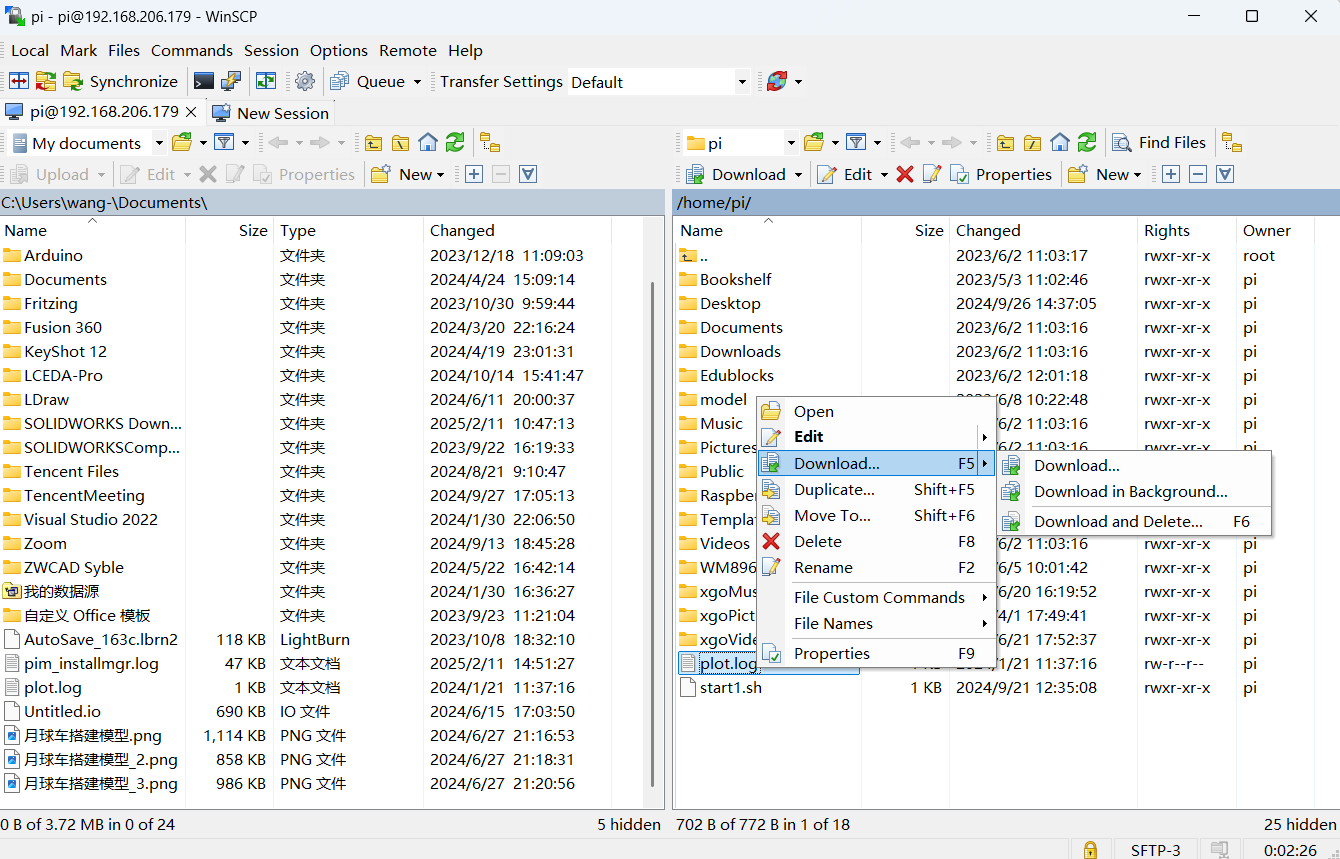 pi - pi@192.168.206.179 - WinSCP
Local Mark Files Commands Session Options Remote Help
Synchronize Queue Transfer Settings Default
pi@192.168.206.179 New Session
My documents
Upload Edit Properties New
C:\Users\wang-\Documents\
Name Size Type Changed
Arduino 文件夹 2023/12/18 11:09:03
Documents 文件夹 2024/4/24 15:09:14
Fritzing 文件夹 2023/10/30 9:59:44
Fusion 360 文件夹 2024/3/20 22:16:24
KeyShot 12 文件夹 2024/4/19 23:01:31
LCEDA-Pro 文件夹 2024/10/14 15:41:47
LDraw 文件夹 2024/6/11 20:00:37
SOLIDWORKS Down... 文件夹 2025/2/11 10:47:13
SOLIDWORKSComp... 文件夹 2023/9/22 16:19:33
Tencent Files 文件夹 2024/8/21 9:10:47
TencentMeeting 文件夹 2024/9/27 17:05:13
Visual Studio 2022 文件夹 2024/1/30 22:06:50
Zoom 文件夹 2024/9/13 18:45:28
ZWCAD Syble 文件夹 2024/5/22 16:42:14
我的数据源 文件夹 2024/1/30 16:36:27
自定义 Office 模板 文件夹 2023/9/23 11:21:04
AutoSave_163c.lbrn2 118 KB LightBurn 2023/10/8 18:32:10
pim_installmgr.log 47 KB 文本文档 2025/2/11 14:51:27
plot.log 1 KB 文本文档 2024/1/21 11:37:16
Untitled.io 690 KB IO 文件 2024/6/15 17:03:50
月球车搭建模型.png 1,114 KB PNG 文件 2024/6/27 21:16:53
月球车搭建模型_2.png 858 KB PNG 文件 2024/6/27 21:18:31
月球车搭建模型_3.png 986 KB PNG 文件 2024/6/27 21:20:56
0 B of 3.72 MB in 0 of 24 5 hidden
pi Find Files
Download Edit Properties New
/home/pi/
Name Size Changed Rights Owner
.. 2023/6/2 11:03:17 rwxr-xr-x root
Bookshelf 2023/5/3 11:02:46 rwxr-xr-x pi
Desktop 2024/9/26 14:37:05 rwxr-xr-x pi
Documents 2023/6/2 11:03:16 rwxr-xr-x pi
Downloads 2023/6/2 11:03:16 rwxr-xr-x pi
Edublocks 2023/6/2 12:01:18 rwxr-xr-x pi
model /6/8 10:22:48 rwxr-xr-x pi
Music /6/2 11:03:16 rwxr-xr-x pi
Pictures /6/2 11:03:16 rwxr-xr-x pi
Public
Raspbe
Templa
Videos /6/2 11:03:16 rwxr-xr-x pi
WM896 /6/5 10:01:42 rwxr-xr-x pi
xgoMus /6/20 16:19:52 rwxr-xr-x pi
xgoPict /4/1 17:49:41 rwxr-xr-x pi
xgoVide /6/21 17:52:37 rwxr-xr-x pi
plot.log /1/21 11:37:16 rw-r--r-- pi
start1.sh 1 KB 2024/9/21 12:35:08 rwxr-xr-x pi
Open
Edit
Download... F5
Duplicate... Shift+F5
Move To... Shift+F6
Delete F8
Rename F2
File Custom Commands
File Names
Properties F9
Download...
Download in Background...
Download and Delete... F6
702 B of 772 B in 1 of 18 25 hidden
SFTP-3 0:02:26